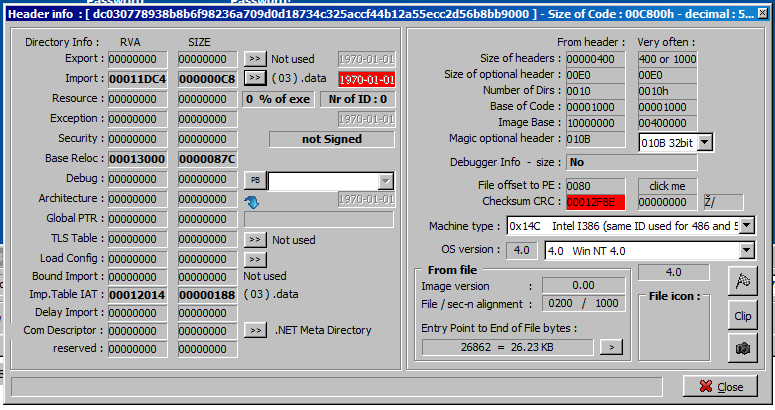 Header info : [ dc030778938b8b6f98236a709d0d18734c325accf44b12a55ecc2d56b8bb9000 ] - Size of Code : 00C800h - decimal : 5...
Directory Info : RVA SIZE
Export : 00000000 00000000 >> Not used 1970-01-01
Import : 00011DC4 000000C8 >> ( 03 ) .data 1970-01-01
Resource : 00000000 00000000 0 % of exe Nr of ID : 0
Exception : 00000000 00000000 1970-01-01
Security : 00000000 00000000 not Signed
Base Reloc : 00013000 0000087C
Debug : 00000000 00000000 PB
Architecture : 00000000 00000000 1970-01-01
Global PTR : 00000000 00000000
TLS Table : 00000000 00000000 >> Not used
Load Config : 00000000 00000000 >>
Bound Import : 00000000 00000000 Not used
Imp.Table IAT : 00012014 00000188 ( 03 ) .data
Delay Import : 00000000 00000000
Com Descriptor : 00000000 00000000 >> .NET Meta Directory
reserved : 00000000 00000000
From header : Very often :
Size of headers : 00000400 400 or 1000
Size of optional header : 00E0 00E0
Number of Dirs : 0010 0010h
Base of Code : 00001000 00001000
Image Base : 10000000 00400000
Magic optional header : 010B 010B 32bit
Debugger Info - size : No
File offset to PE : 0080 click me
Checksum CRC : 00012F8E 00000000 Ž/
Machine type : 0x14C Intel I386 (same ID used for 486 and 5
OS version : 4.0 4.0 Win NT 4.0
From file 4.0
Image version : 0.00
File / sec-n alignment : 0200 / 1000
Entry Point to End of File bytes :
26862 = 26.23 KB >
File icon :
Clip
Close